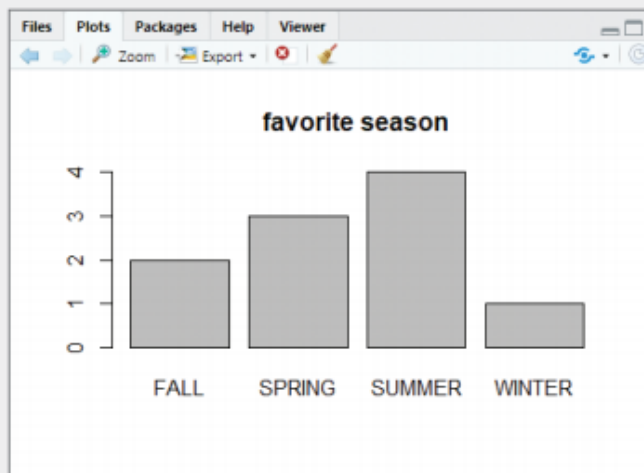 Files Plots Packages Help Viewer
Zoom Export
favorite season
4
3
2
1
0
FALL SPRING SUMMER WINTER